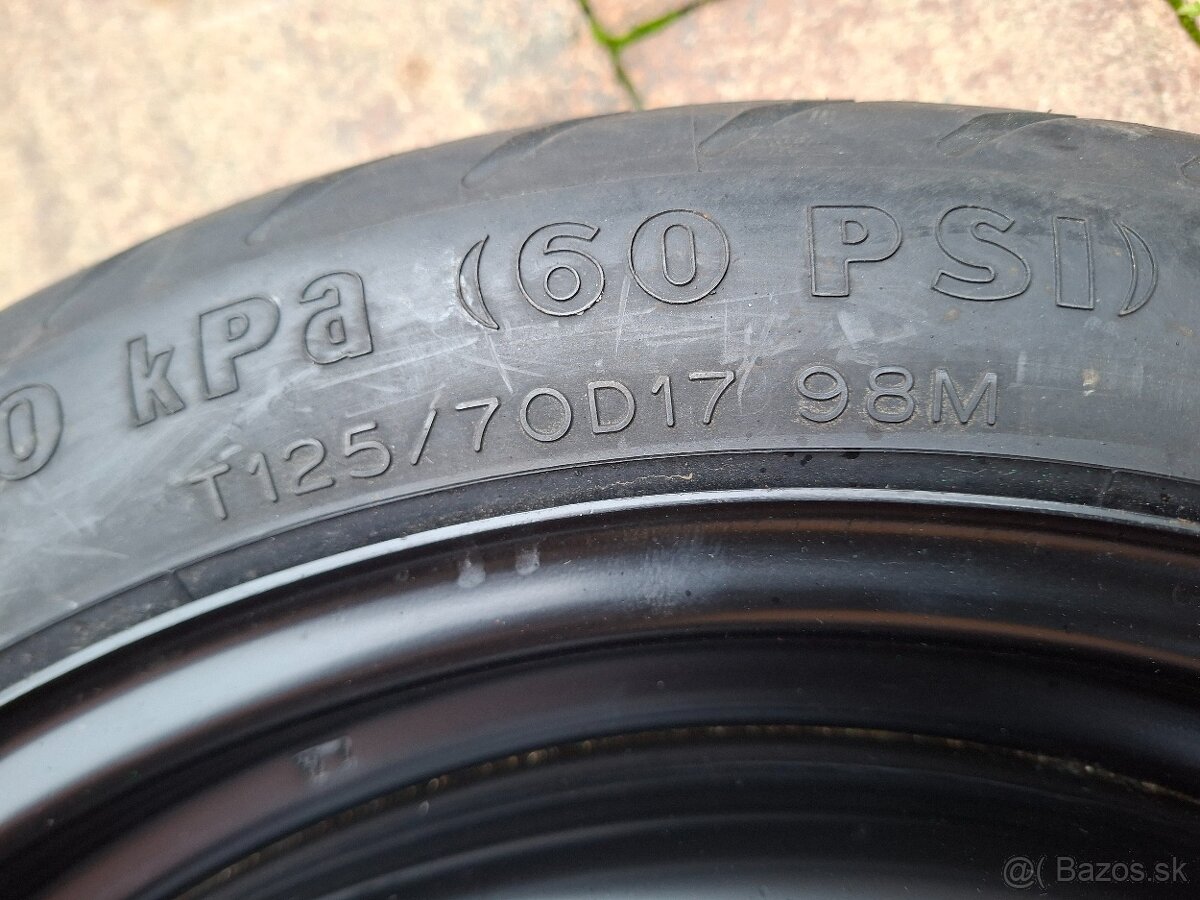 0 kPa (60 PSI)
T125/70D17 98M
@( Bazos.sk